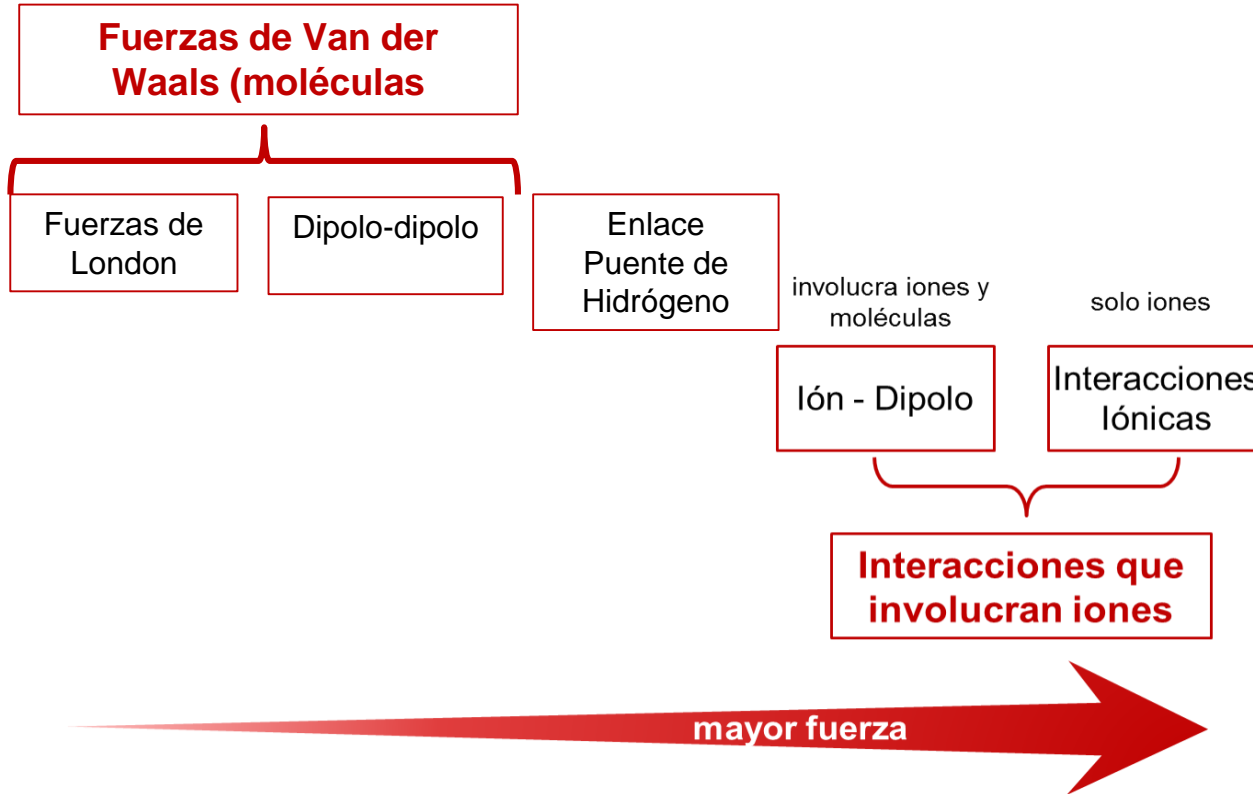 Fuerzas de Van der
Waals (moléculas
Fuerzas de
London
Dipolo-dipolo
Enlace
Puente de
Hidrógeno
involucra iones y
moléculas
solo iones
Ión - Dipolo
Interacciones
Iónicas
Interacciones que
involucran iones
mayor fuerza